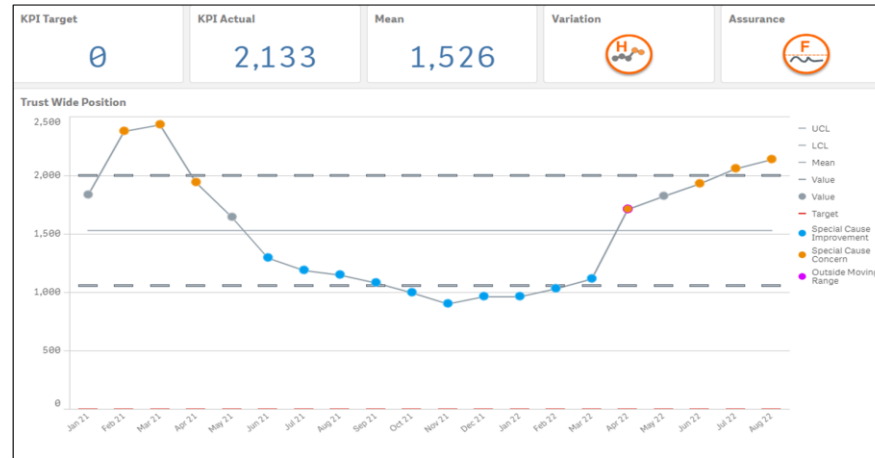 KPI Target
0
KPI Actual
2,133
Mean
1,526
Variation
H
Assurance
F
Trust Wide Position
2,500
2,000
1,500
1,000
500
0
Jan 21
Feb 21
Mar 21
Apr 21
May 21
Jun 21
Jul 21
Aug 21
Sep 21
Oct 21
Nov 21
Dec 21
Jan 22
Feb 22
Mar 22
Apr 22
May 22
Jun 22
Jul 22
Aug 22
UCL
LCL
Mean
Value
Value
Target
Special Cause
Improvement
Special Cause
Concern
Outside Moving
Range